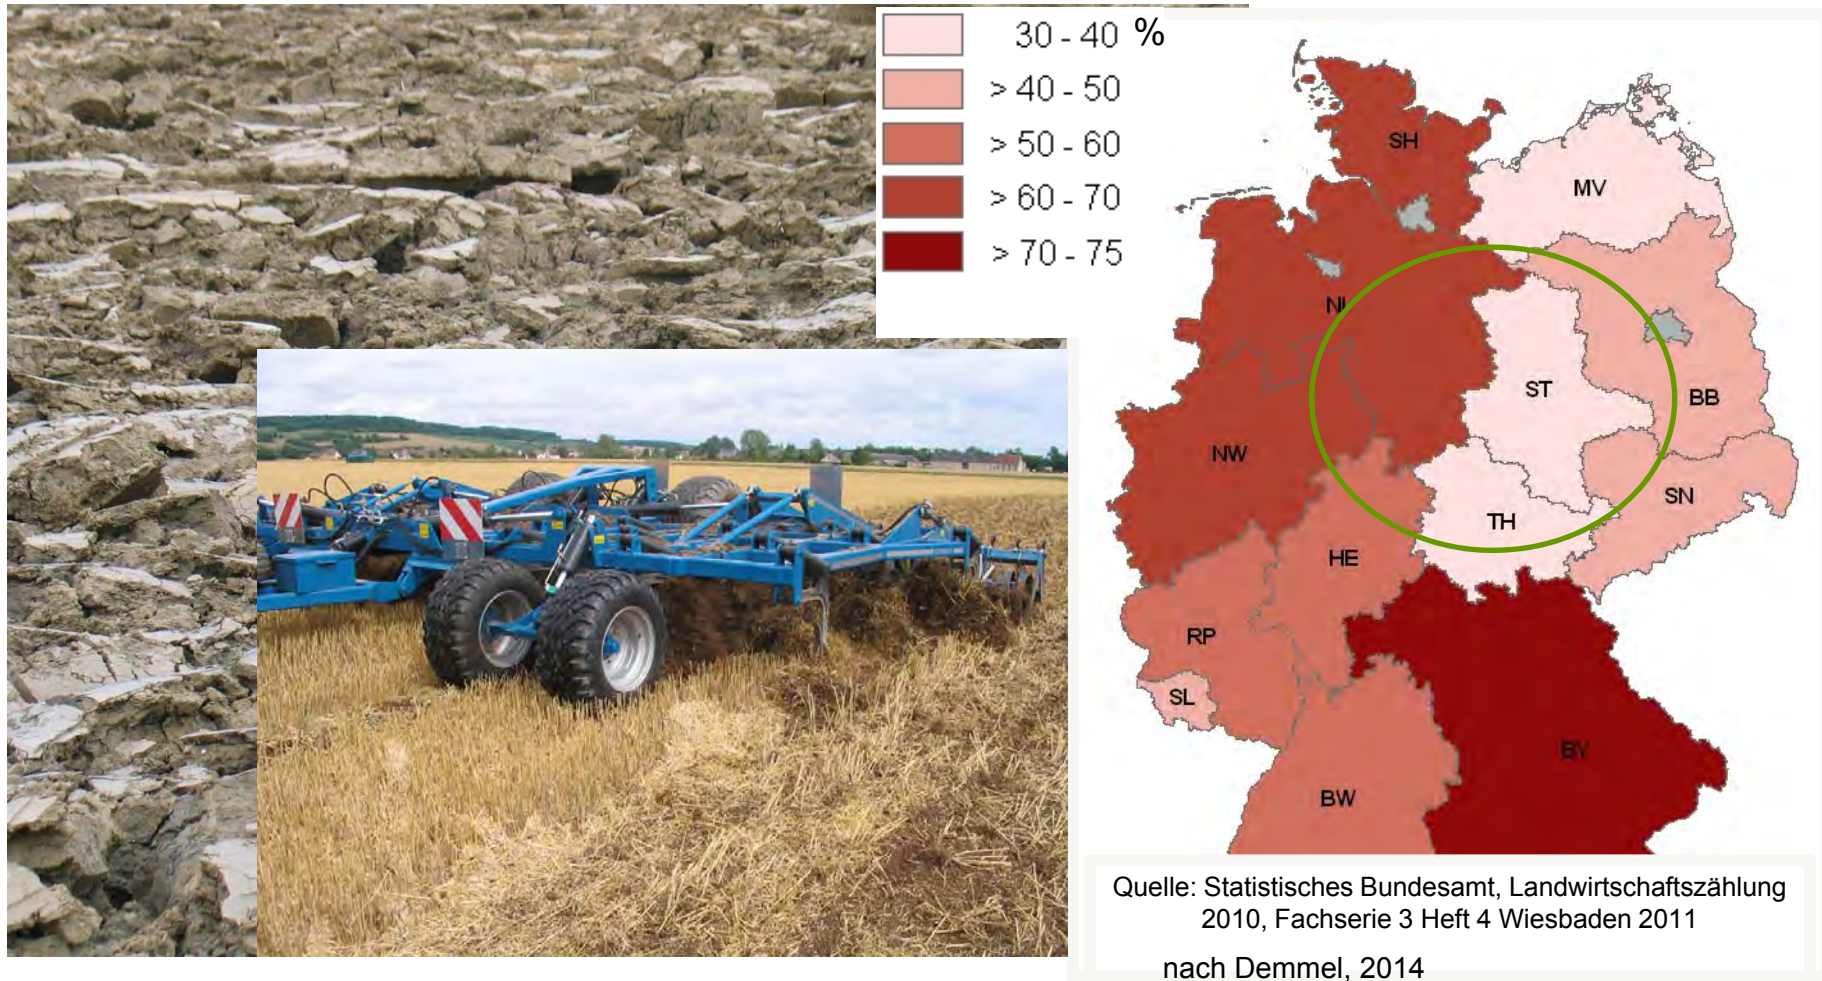 30 - 40 %
> 40 - 50
> 50 - 60
> 60 - 70
> 70 - 75
SH
MV
NI
ST
BB
NW
SN
TH
HE
RP
SL
BY
BW
Quelle: Statistisches Bundesamt, Landwirtschaftszählung
2010, Fachserie 3 Heft 4 Wiesbaden 2011
nach Demmel, 2014